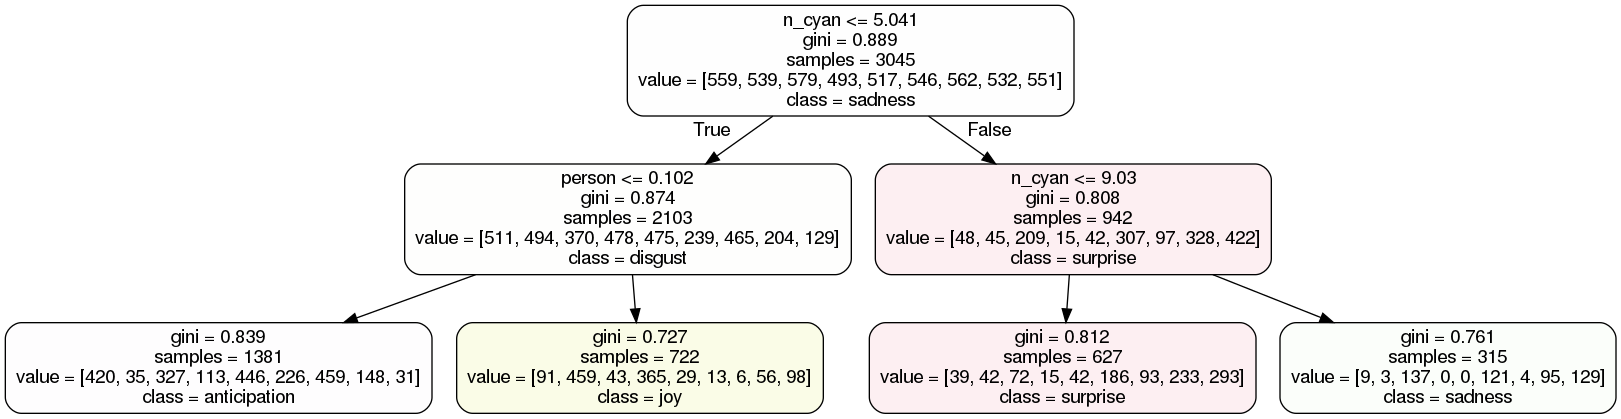 n_cyan <= 5.041
gini = 0.889
samples = 3045
value = [559, 539, 579, 493, 517, 546, 562, 532, 551]
class = sadness
True
False
person <= 0.102
gini = 0.874
samples = 2103
value = [511, 494, 370, 478, 475, 239, 465, 204, 129]
class = disgust
n_cyan <= 9.03
gini = 0.808
samples = 942
value = [48, 45, 209, 15, 42, 307, 97, 328, 422]
class = surprise
gini = 0.839
samples = 1381
value = [420, 35, 327, 113, 446, 226, 459, 148, 31]
class = anticipation
gini = 0.727
samples = 722
value = [91, 459, 43, 365, 29, 13, 6, 56, 98]
class = joy
gini = 0.812
samples = 627
value = [39, 42, 72, 15, 42, 186, 93, 233, 293]
class = surprise
gini = 0.761
samples = 315
value = [9, 3, 137, 0, 0, 121, 4, 95, 129]
class = sadness